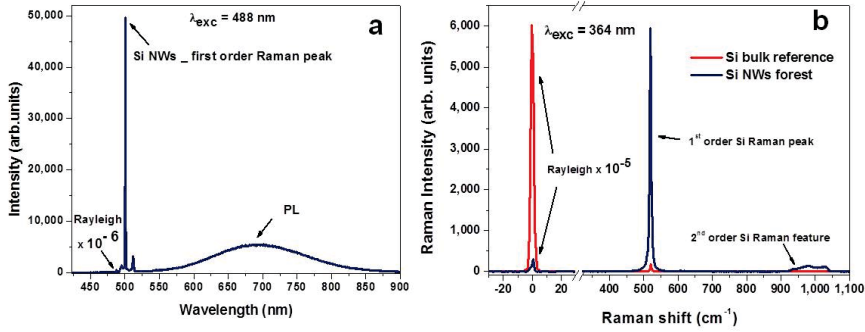 a
λexc = 488 nm
50,000
40,000
30,000
20,000
10,000
0
Intensity (arb.units)
Si NWs _ first order Raman peak
Rayleigh
x 10-6
PL
450 500 550 600 650 700 750 800 850 900
Wavelength (nm)
b
λexc = 364 nm
6,000
5,000
4,000
3,000
2,000
1,000
0
Raman Intensity (arb. units)
Si bulk reference
Si NWs forest
1st order Si Raman peak
Rayleigh x 10-5
2nd order Si Raman feature
-20 0 20 300 400 500 600 700 800 900 1,000 1,100
Raman shift (cm-1)